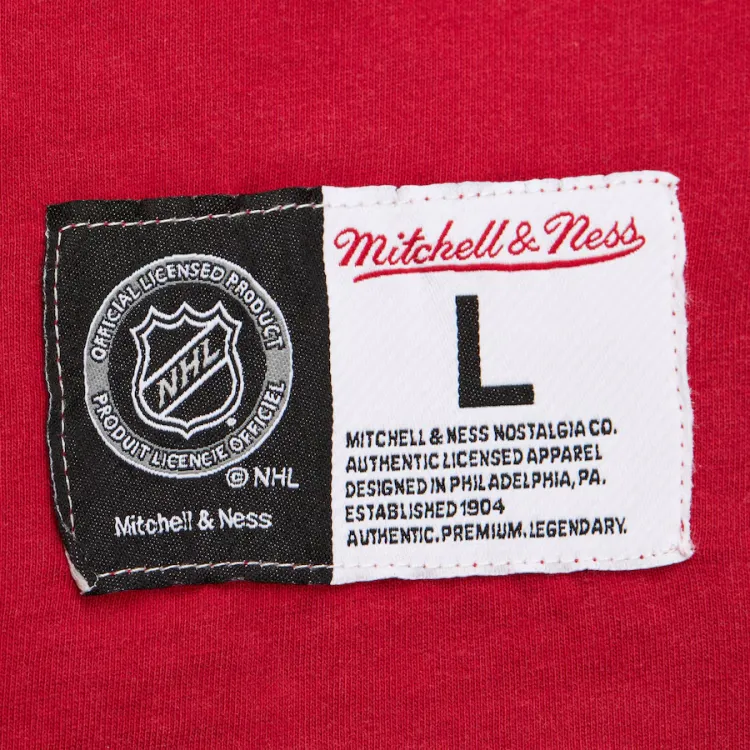 OFFICIAL LICENSED PRODUCT
NHL
PRODUIT LICENCIE OFFICIEL
© NHL
Mitchell & Ness
Mitchell & Ness
L
MITCHELL & NESS NOSTALGIA CO.
AUTHENTIC LICENSED APPAREL
DESIGNED IN PHILADELPHIA, PA.
ESTABLISHED 1904
AUTHENTIC. PREMIUM. LEGENDARY.